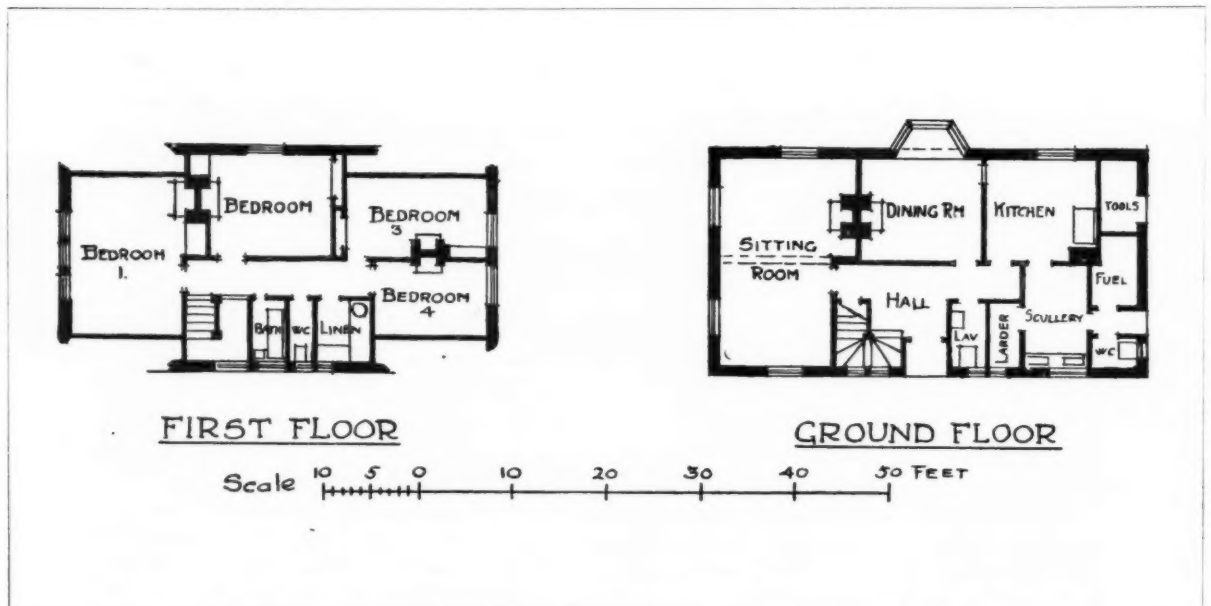 BEDROOM
BEDROOM
1.
BEDROOM
3
BEDROOM
4
BATH
WC
LINEN
FIRST FLOOR
SITTING
ROOM
DINING RM
KITCHEN
TOOLS
FUEL
HALL
LAV
LARDER
SCULLERY
WC
GROUND FLOOR
Scale 10 5 0 10 20 30 40 50 FEET